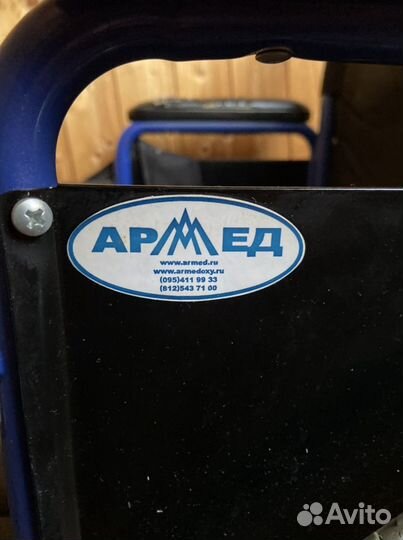 АРМЕД
www.armed.ru
www.armedoxy.ru
(095)411 99 33
(812)543 71 00
Avito